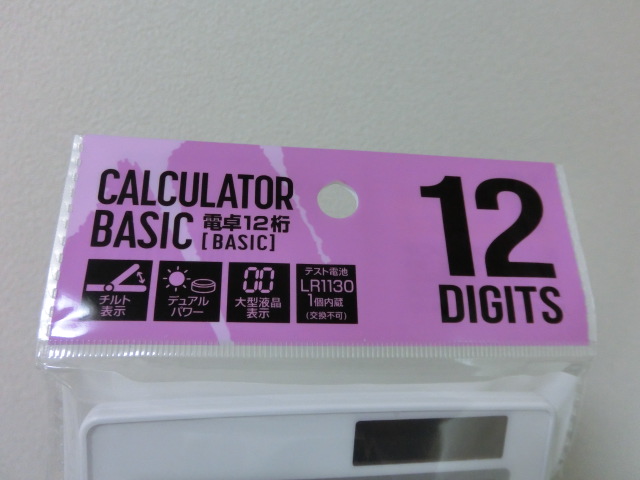 CALCULATOR
BASIC 電卓12桁
[BASIC]
12
DIGITS
チルト
表示
デュアル
パワー
00
大型液晶
表示
テスト電池
LR1130
1個内蔵
(交換不可)